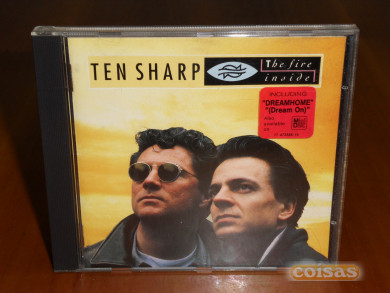 TEN SHARP
The fire
inside
INCLUDING
"DREAMHOME"
"(Dream On)"
coisas